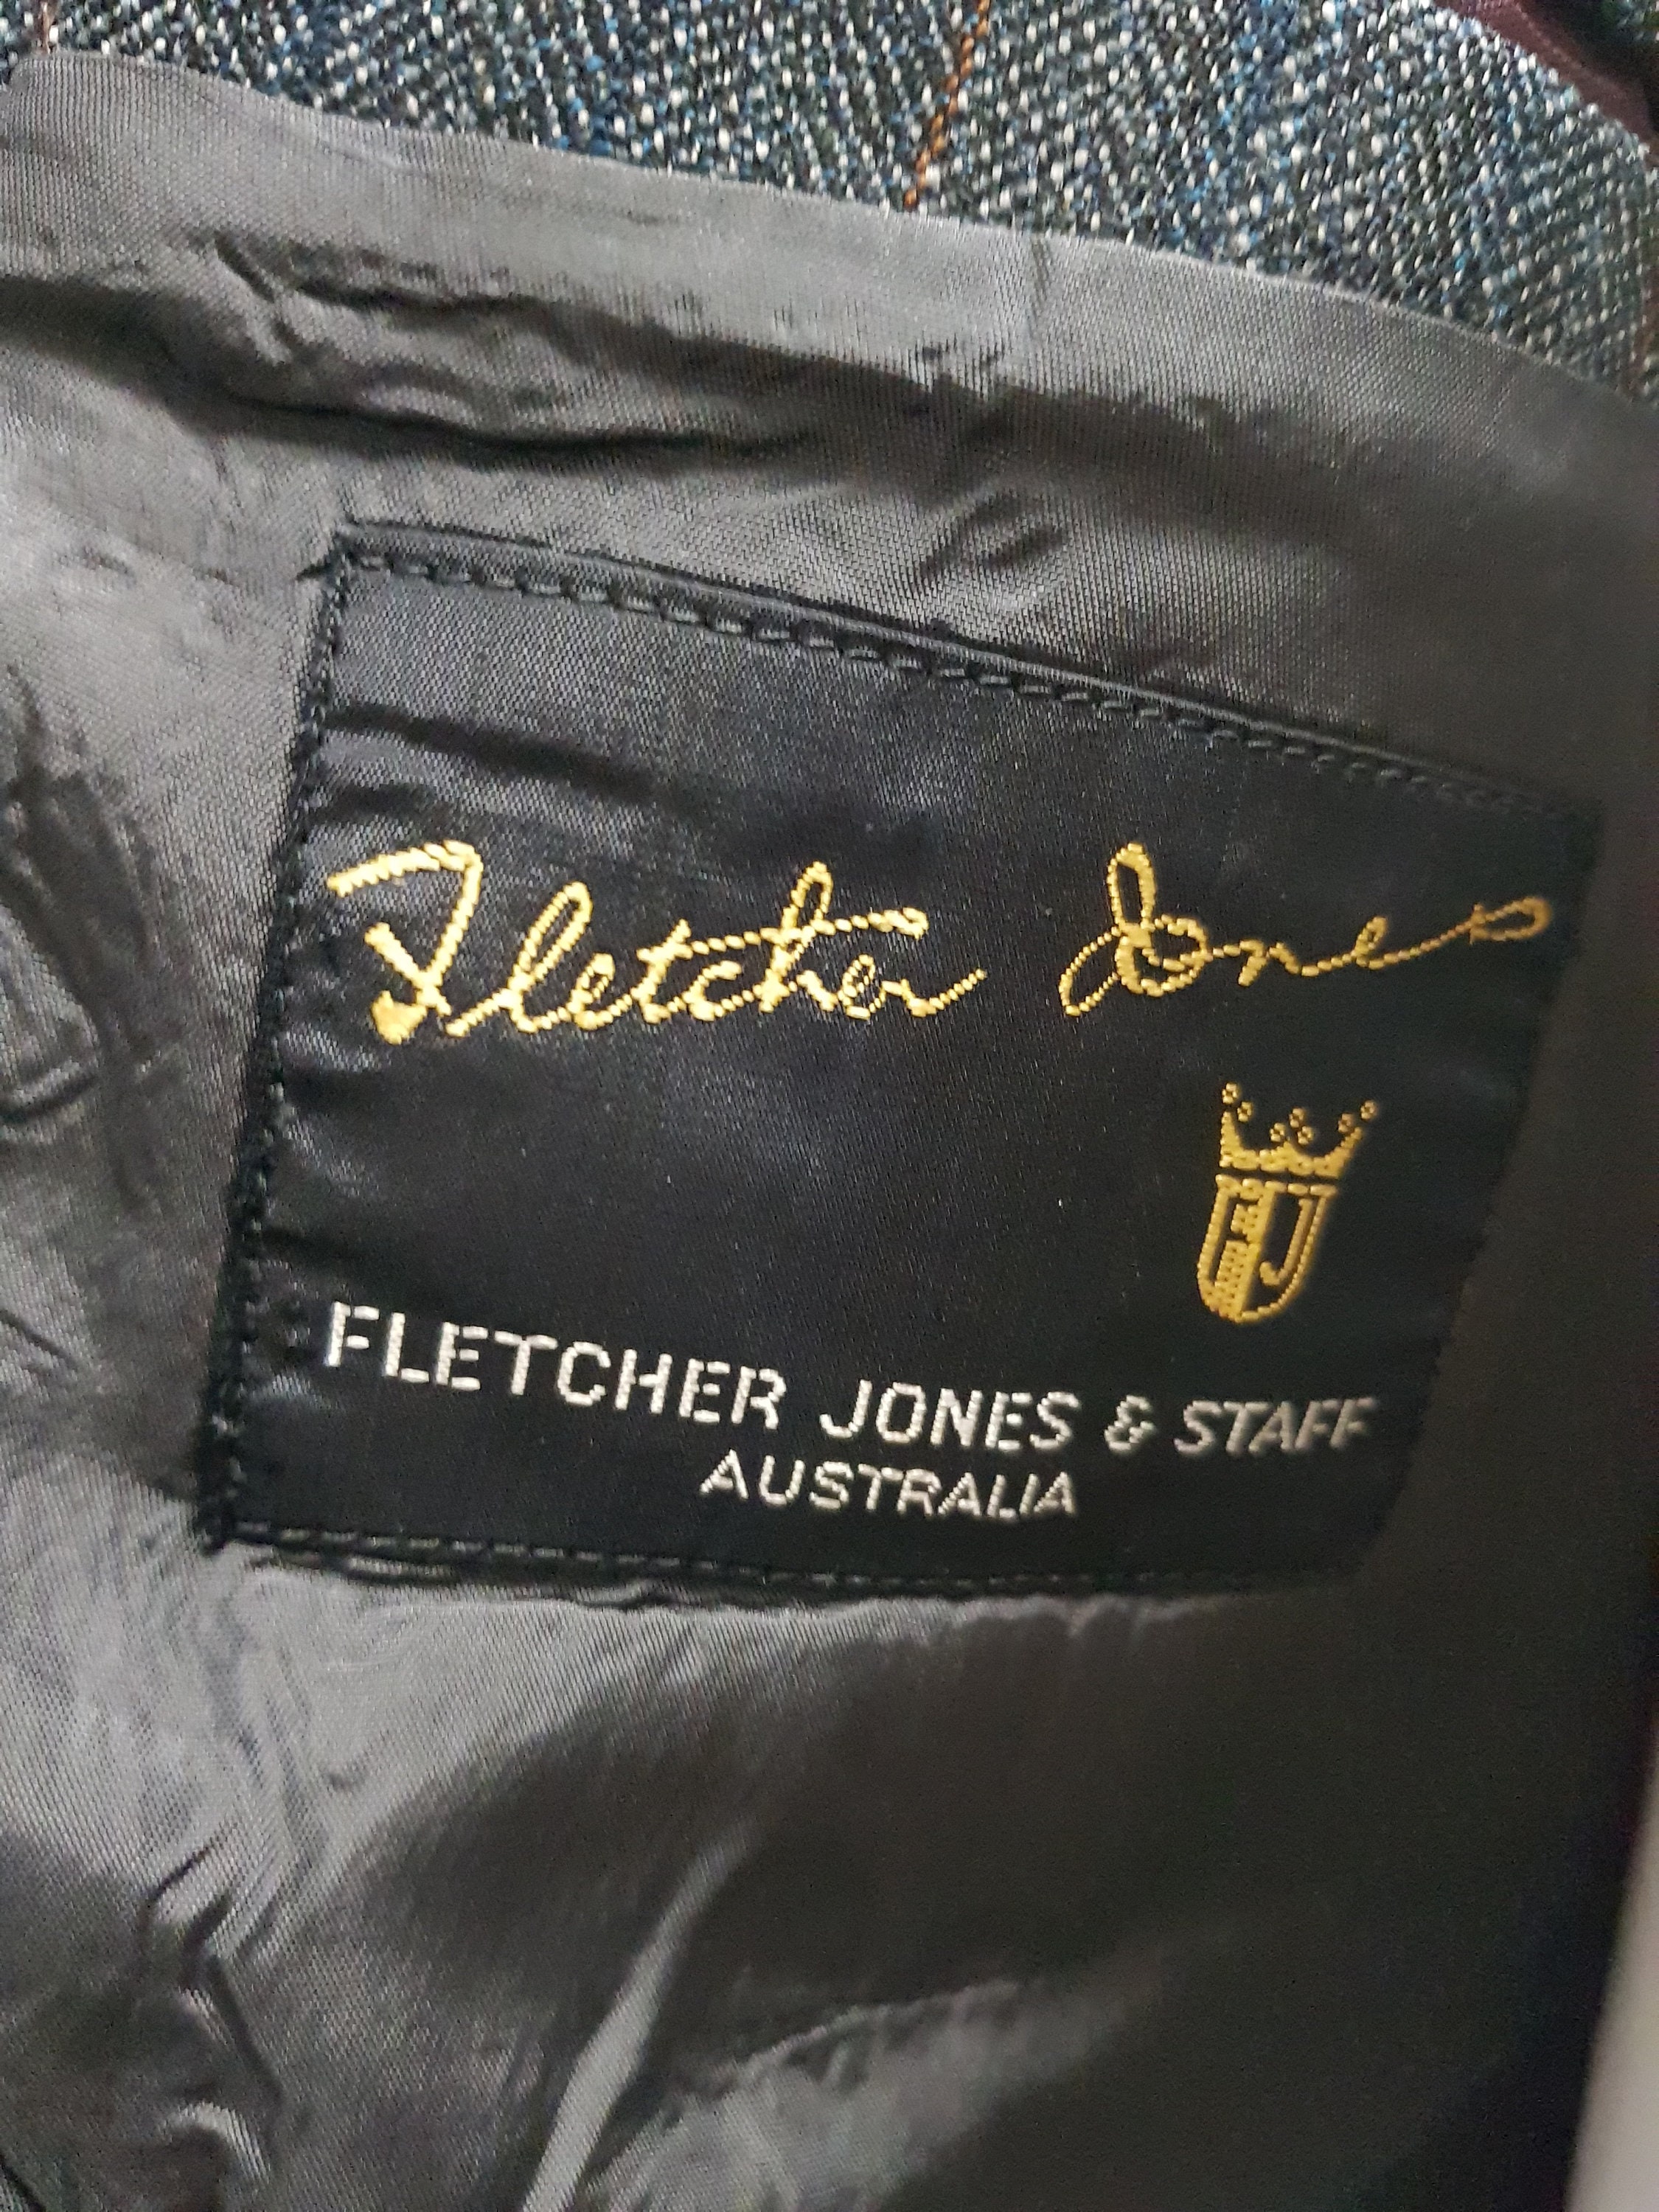 Fletcher Jones
FJ
FLETCHER JONES & STAFF
AUSTRALIA